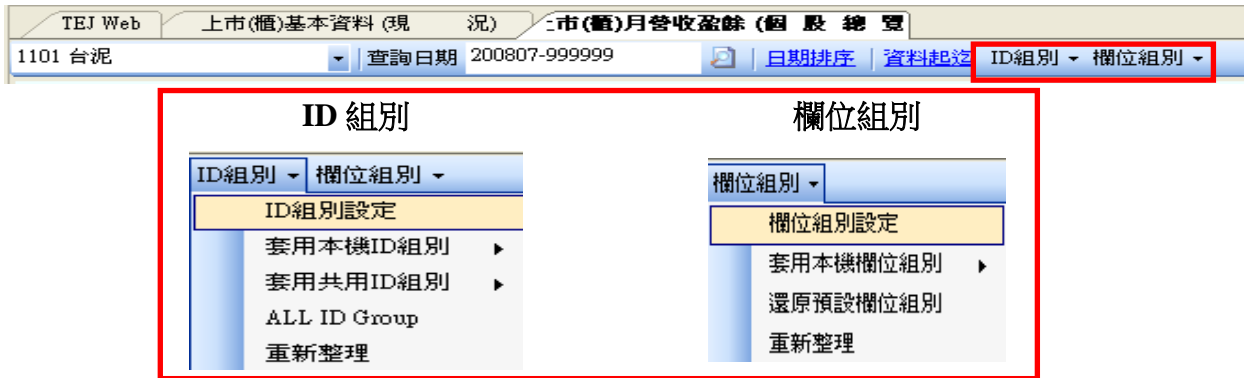 TEJ Web 上市(櫃)基本資料 (現 況) 市(櫃)月營收盈餘 (個 股 總 覽
1101 台泥 查詢日期 200807-999999 日期排序 資料起迄 ID組別 欄位組別
ID 組別 欄位組別
ID組別 欄位組別
ID組別設定
套用本機ID組別
套用共用ID組別
ALL ID Group
重新整理
欄位組別
欄位組別設定
套用本機欄位組別
還原預設欄位組別
重新整理